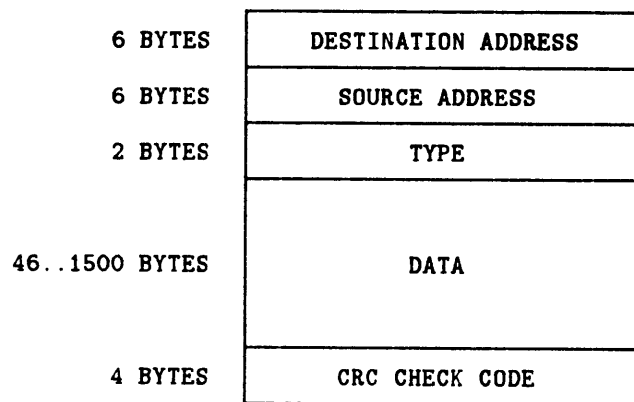 6 BYTES DESTINATION ADDRESS
6 BYTES SOURCE ADDRESS
2 BYTES TYPE
46..1500 BYTES DATA
4 BYTES CRC CHECK CODE